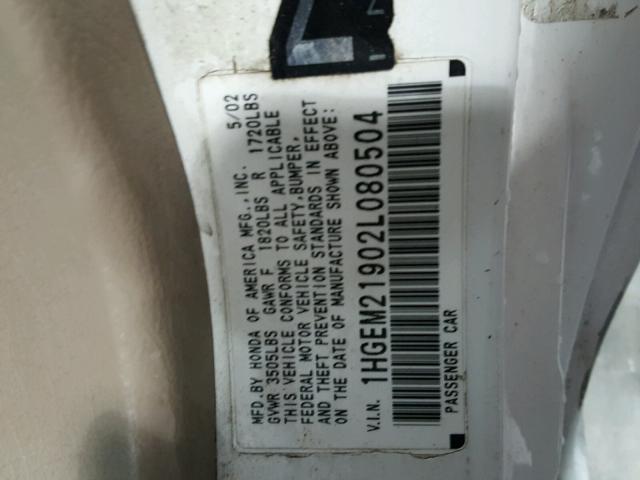 MFD.BY HONDA OF AMERICA MFG.,INC. 5/02
GVWR 3505LBS GAWR F 1820LBS R 1720LBS
THIS VEHICLE CONFORMS TO ALL APPLICABLE
FEDERAL MOTOR VEHICLE SAFETY,BUMPER,
AND THEFT PREVENTION STANDARDS IN EFFECT
ON THE DATE OF MANUFACTURE SHOWN ABOVE:
V.I.N. 1HGEM21902L080504
PASSENGER CAR